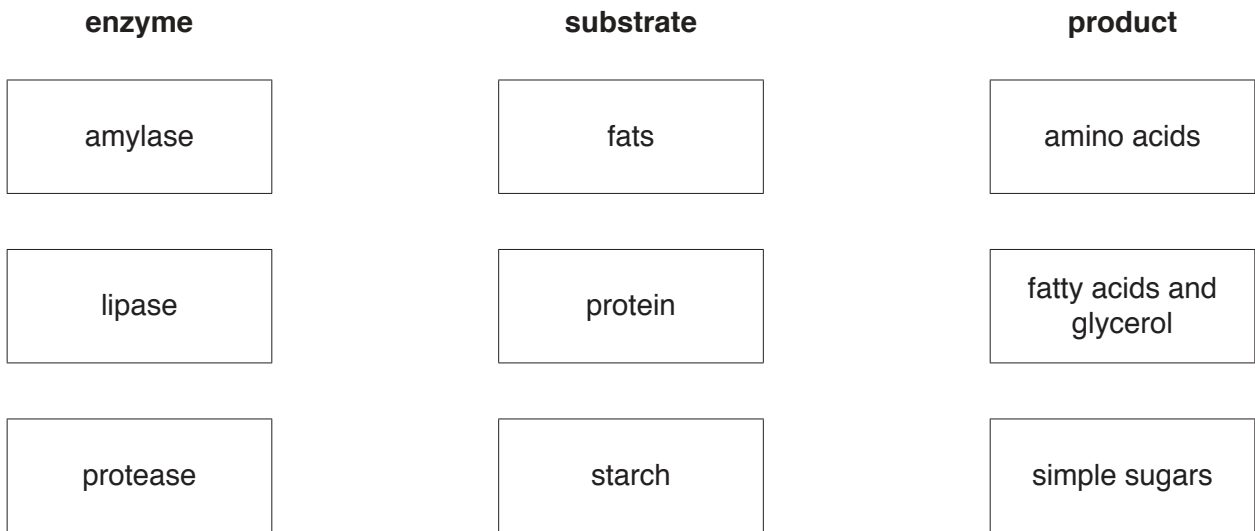 enzyme substrate product
amylase fats amino acids
lipase protein fatty acids and
glycerol
protease starch simple sugars